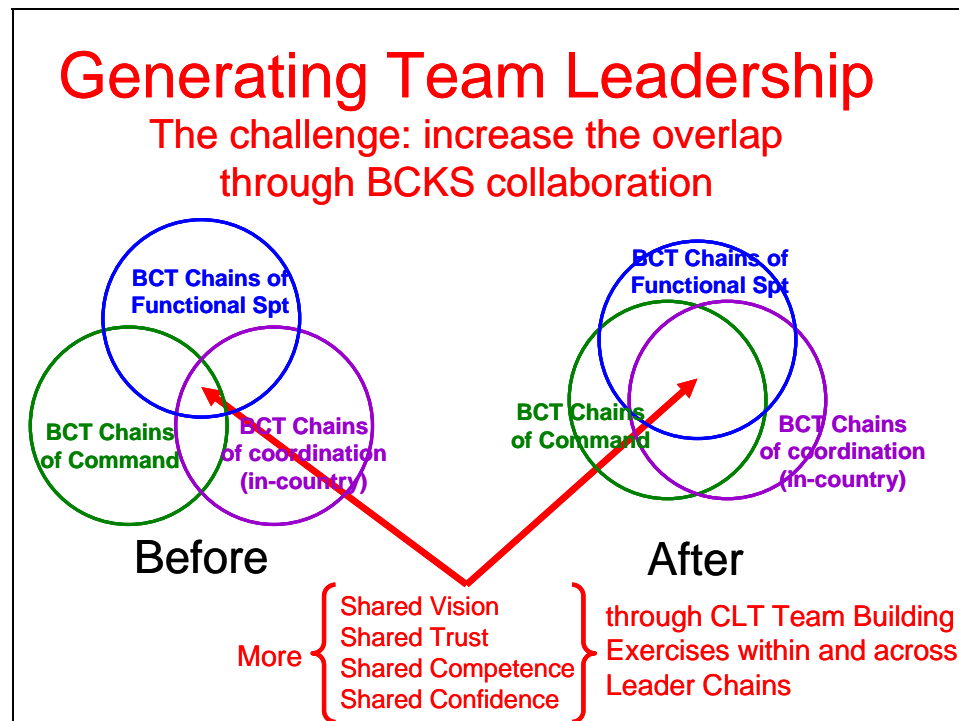 Generating Team Leadership
The challenge: increase the overlap
through BCKS collaboration
BCT Chains of
Functional Spt
BCT Chains
of Command
BCT Chains
of coordination
(in-country)
Before
BCT Chains of
Functional Spt
BCT Chains
of Command
BCT Chains
of coordination
(in-country)
After
More
Shared Vision
Shared Trust
Shared Competence
Shared Confidence
through CLT Team Building
Exercises within and across
Leader Chains